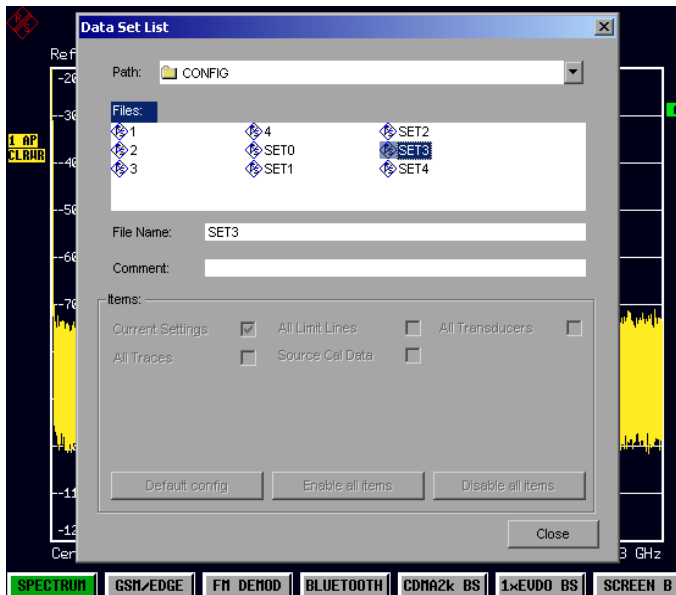 Data Set List
Ref
Path: CONFIG
Files:
1 4 SET2
2 SET0 SET3
3 SET1 SET4
File Name: SET3
Comment:
Items:
Current Settings All Limit Lines All Transducers
All Traces Source Cal Data
Default config Enable all items Disable all items
Close
1 AP
CLRWR
-20
-30
-40
-50
-60
-70
Cer
3 GHz
SPECTRUM GSM/EDGE FM DEMOD BLUETOOTH CDMA2k BS 1xEVDO BS SCREEN B